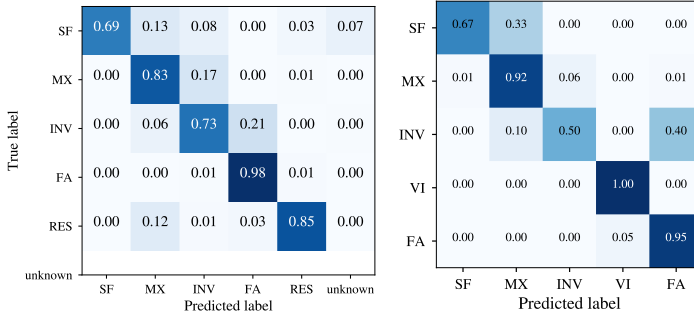 True label
SF 0.69 0.13 0.08 0.00 0.03 0.07
MX 0.00 0.83 0.17 0.00 0.01 0.00
INV 0.00 0.06 0.73 0.21 0.00 0.00
FA 0.00 0.00 0.01 0.98 0.01 0.00
RES 0.00 0.12 0.01 0.03 0.85 0.00
unknown
SF MX INV FA RES unknown
Predicted label
SF 0.67 0.33 0.00 0.00 0.00
MX 0.01 0.92 0.06 0.00 0.01
INV 0.00 0.10 0.50 0.00 0.40
VI 0.00 0.00 0.00 1.00 0.00
FA 0.00 0.00 0.00 0.05 0.95
SF MX INV VI FA
Predicted label